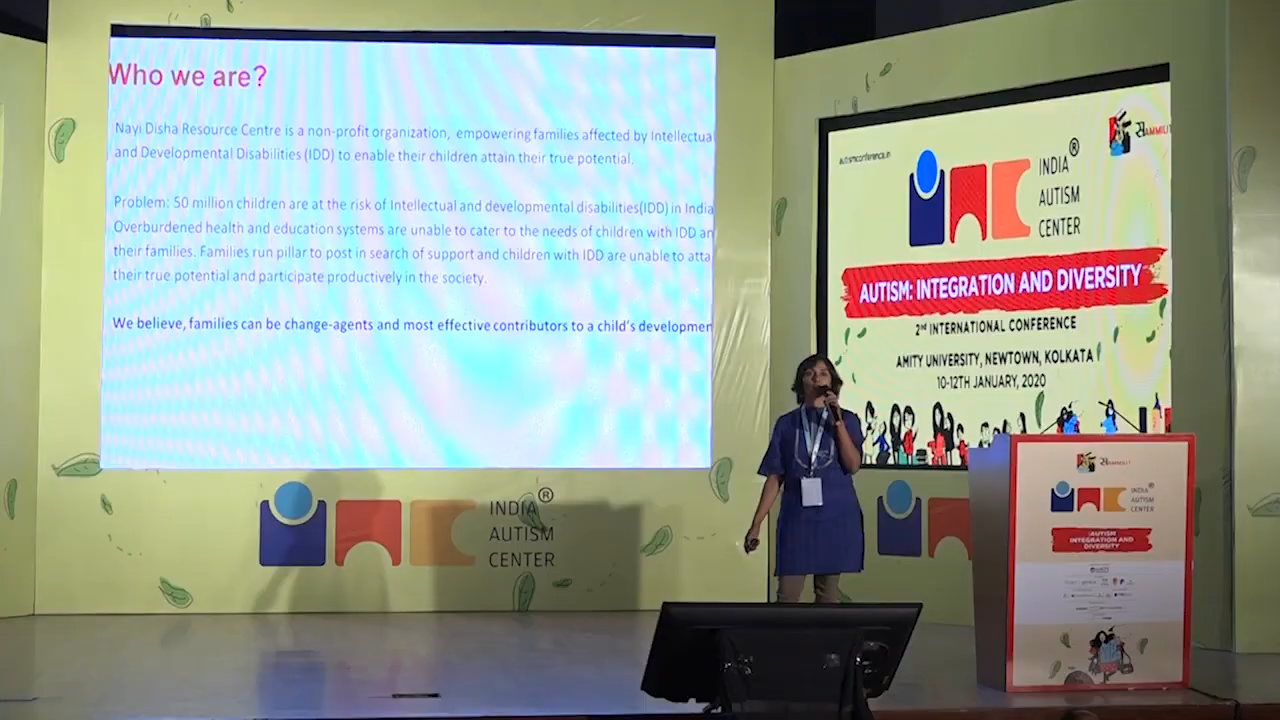 Who we are?
Nayi Disha Resource Centre is a non-profit organization, empowering families affected by Intellectua
and Developmental Disabilities (IDD) to enable their children attain their true potential.
Problem: 50 million children are at the risk of Intellectual and developmental disabilities(IDD) in India
Overburdened health and education systems are unable to cater to the needs of children with IDD an
their families. Families run pillar to post in search of support and children with IDD are unable to atta
their true potential and participate productively in the society.
We believe, families can be change-agents and most effective contributors to a child's developmen
INDIA ®
AUTISM
CENTER
autismconference.in
INDIA ®
AUTISM
CENTER
AUTISM: INTEGRATION AND DIVERSITY
2nd INTERNATIONAL CONFERENCE
AMITY UNIVERSITY, NEWTOWN, KOLKATA
10-12TH JANUARY, 2020
INDIA ®
AUTISM
CENTER
AUTISM
INTEGRATION AND
DIVERSITY